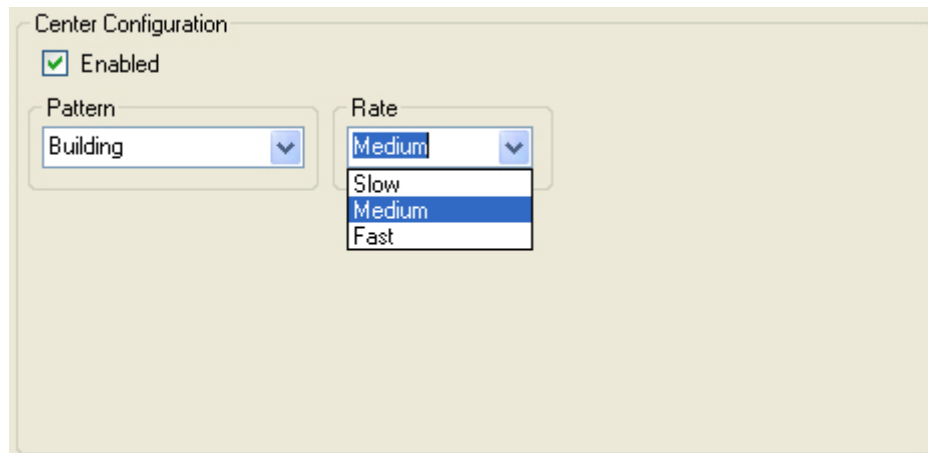 Center Configuration
Enabled
Pattern
Rate
Building
Medium
Slow
Medium
Fast